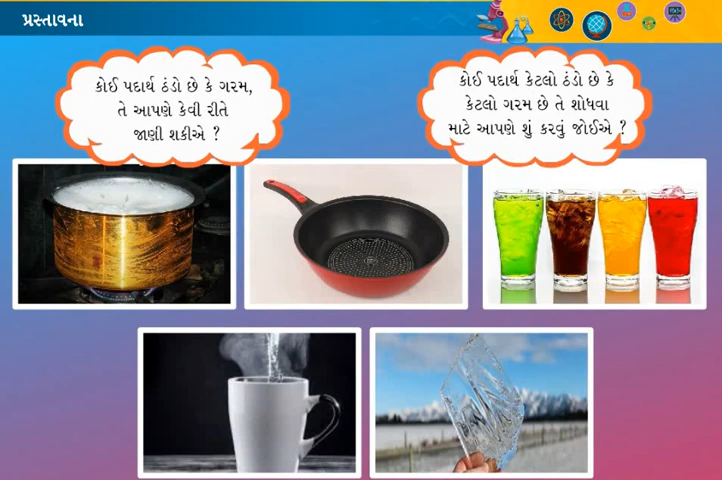 પ્રસ્તાવના
કોઈ પદાર્થ ઠંડો છે કે ગરમ,
તે આપણે કેવી રીતે
જાણી શકીએ ?
કોઈ પદાર્થ કેટલો ઠંડો છે કે
કેટલો ગરમ છે તે શોધવા
માટે આપણે શું કરવું જોઈએ ?